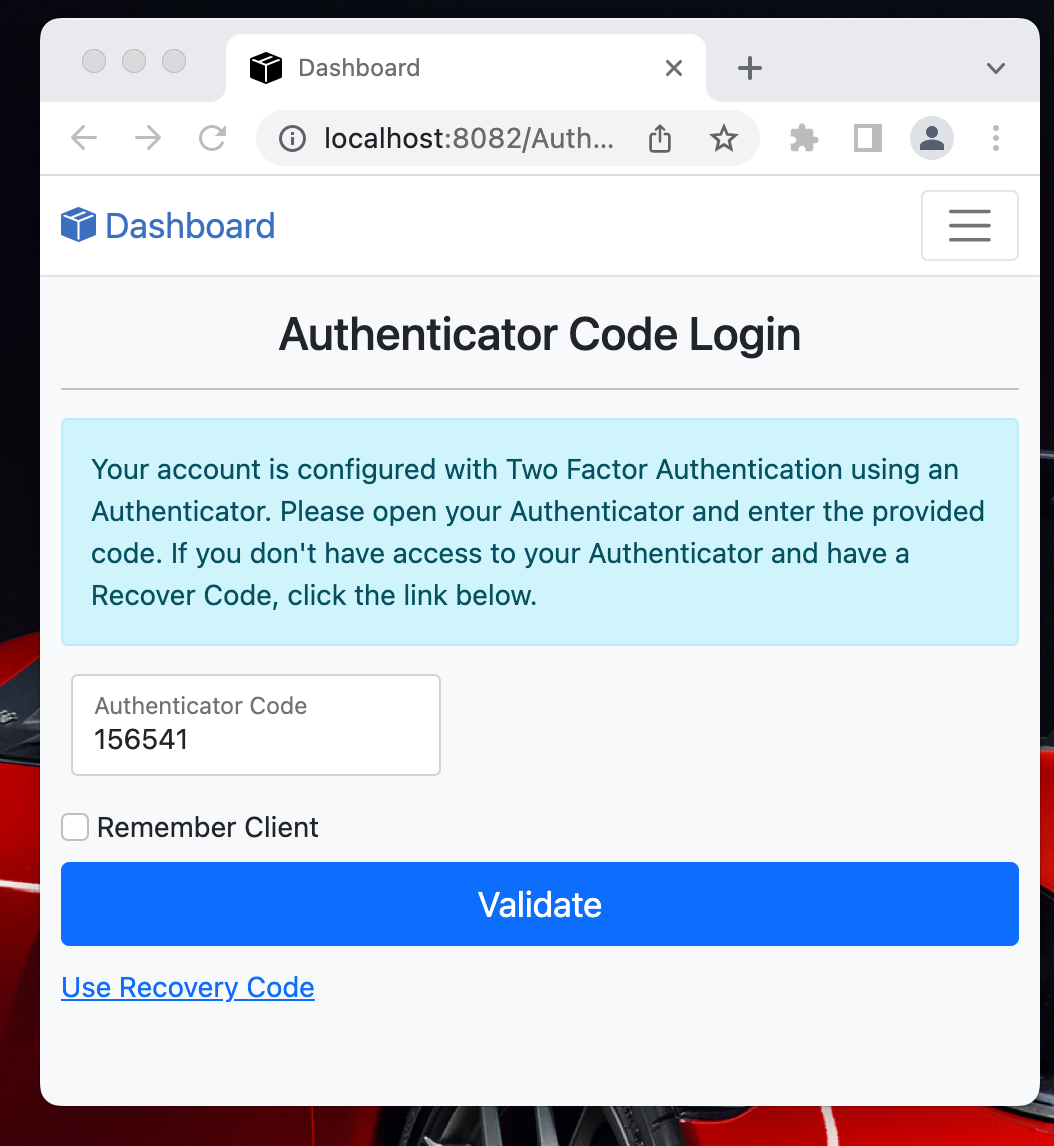 Dashboard
localhost:8082/Auth...
Dashboard
Authenticator Code Login
Your account is configured with Two Factor Authentication using an
Authenticator. Please open your Authenticator and enter the provided
code. If you don't have access to your Authenticator and have a
Recover Code, click the link below.
Authenticator Code
156541
Remember Client
Validate
Use Recovery Code